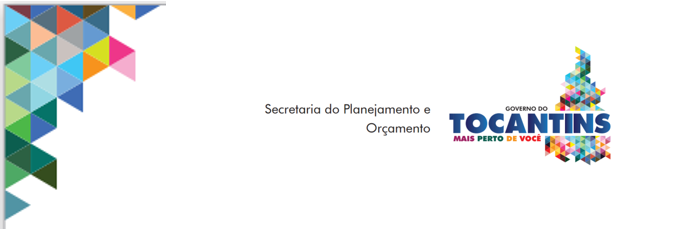 Secretaria do Planejamento e
Orçamento
GOVERNO DO
TOCANTINS
MAIS PERTO DE VOCÊ